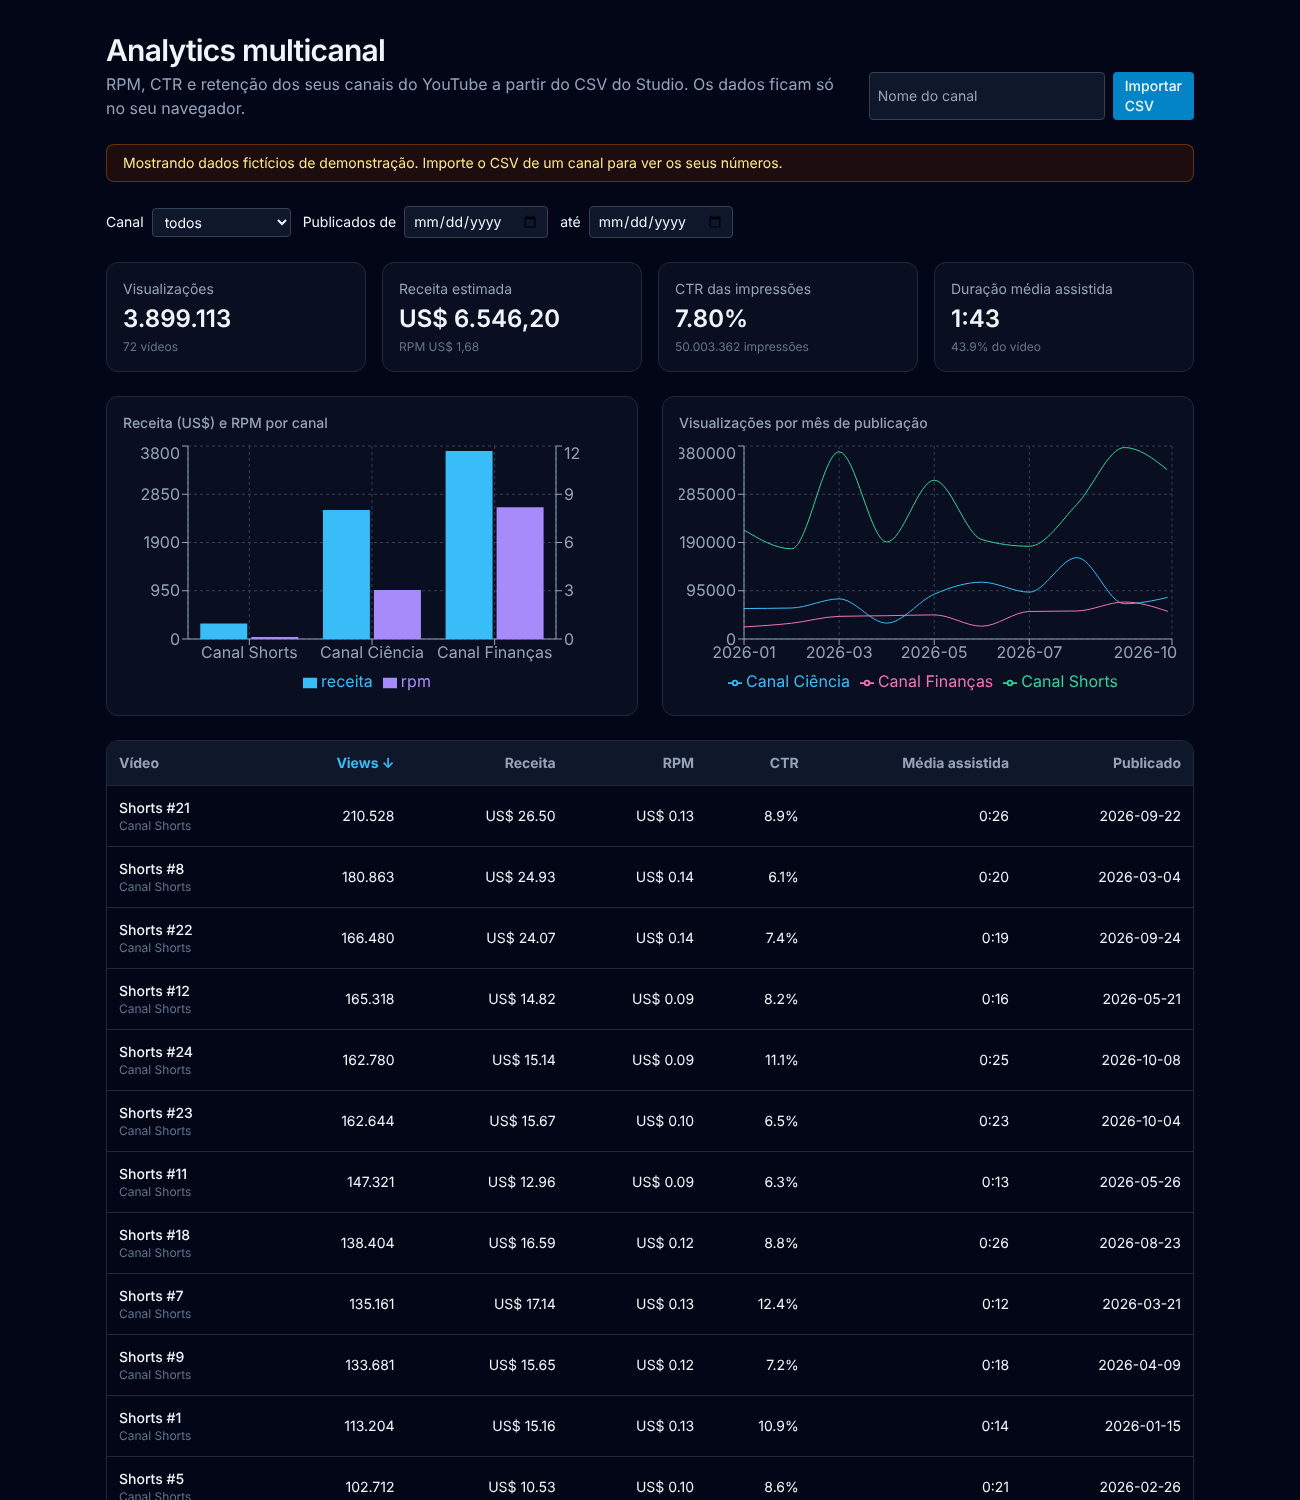 Analytics multicanal
RPM, CTR e retenção dos seus canais do YouTube a partir do CSV do Studio. Os dados ficam só
no seu navegador.
Nome do canal
Importar
CSV
Mostrando dados fictícios de demonstração. Importe o CSV de um canal para ver os seus números.
Canal todos Publicados de mm/dd/yyyy até mm/dd/yyyy
Visualizações
3.899.113
72 vídeos
Receita estimada
US$ 6.546,20
RPM US$ 1,68
CTR das impressões
7.80%
50.003.362 impressões
Duração média assistida
1:43
43.9% do vídeo
Receita (US$) e RPM por canal
3800 12
2850 9
1900 6
950 3
0 0
Canal Shorts Canal Ciência Canal Finanças
receita rpm
Visualizações por mês de publicação
380000
285000
190000
95000
0
2026-01 2026-03 2026-05 2026-07 2026-10
Canal Ciência Canal Finanças Canal Shorts
Vídeo Views ↓ Receita RPM CTR Média assistida Publicado
Shorts #21
Canal Shorts
210.528 US$ 26.50 US$ 0.13 8.9% 0:26 2026-09-22
Shorts #8
Canal Shorts
180.863 US$ 24.93 US$ 0.14 6.1% 0:20 2026-03-04
Shorts #22
Canal Shorts
166.480 US$ 24.07 US$ 0.14 7.4% 0:19 2026-09-24
Shorts #12
Canal Shorts
165.318 US$ 14.82 US$ 0.09 8.2% 0:16 2026-05-21
Shorts #24
Canal Shorts
162.780 US$ 15.14 US$ 0.09 11.1% 0:25 2026-10-08
Shorts #23
Canal Shorts
162.644 US$ 15.67 US$ 0.10 6.5% 0:23 2026-10-04
Shorts #11
Canal Shorts
147.321 US$ 12.96 US$ 0.09 6.3% 0:13 2026-05-26
Shorts #18
Canal Shorts
138.404 US$ 16.59 US$ 0.12 8.8% 0:26 2026-08-23
Shorts #7
Canal Shorts
135.161 US$ 17.14 US$ 0.13 12.4% 0:12 2026-03-21
Shorts #9
Canal Shorts
133.681 US$ 15.65 US$ 0.12 7.2% 0:18 2026-04-09
Shorts #1
Canal Shorts
113.204 US$ 15.16 US$ 0.13 10.9% 0:14 2026-01-15
Shorts #5
Canal Shorts
102.712 US$ 10.53 US$ 0.10 8.6% 0:21 2026-02-26